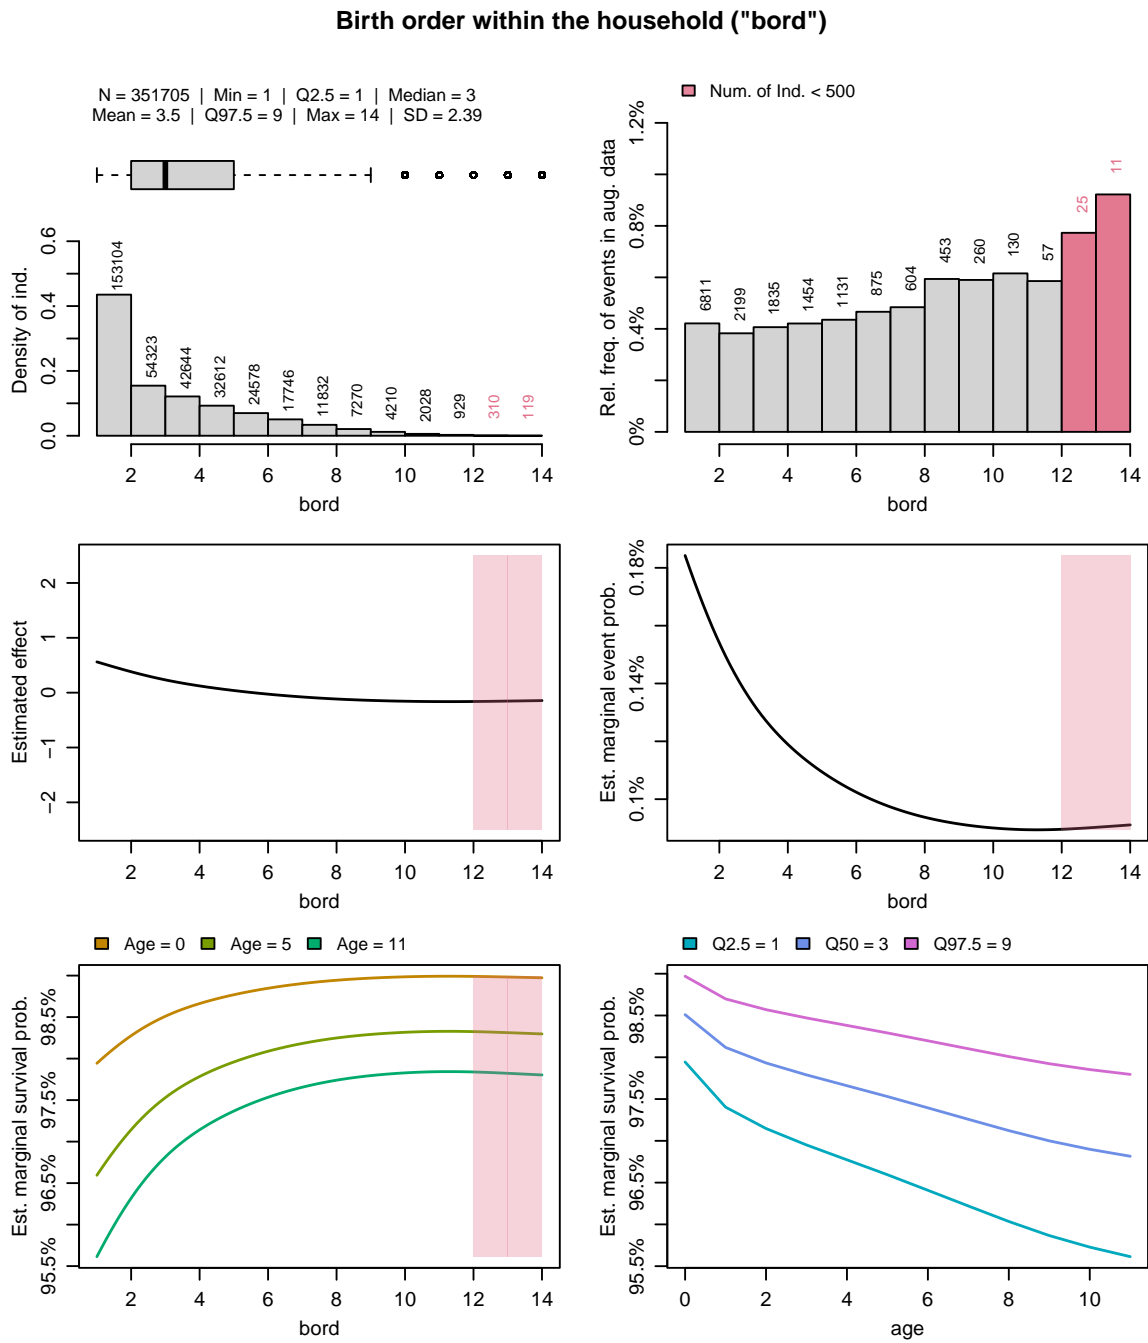 Birth order within the household ("bord")
N = 351705 | Min = 1 | Q2.5 = 1 | Median = 3
Mean = 3.5 | Q97.5 = 9 | Max = 14 | SD = 2.39
Density of ind.
0.0 0.2 0.4 0.6
153104 54323 42644 32612 24578 17746 11832 7270 4210 2028 929 310 119
2 4 6 8 10 12 14
bord
Num. of Ind. < 500
Rel. freq. of events in aug. data
0% 0.4% 0.8% 1.2%
6811 2199 1835 1454 1131 875 604 453 260 130 57 25 11
2 4 6 8 10 12 14
bord
Estimated effect
−2 −1 0 1 2
2 4 6 8 10 12 14
bord
Est. marginal event prob.
0.1% 0.14% 0.18%
2 4 6 8 10 12 14
bord
Age = 0 Age = 5 Age = 11
Est. marginal survival prob.
95.5% 96.5% 97.5% 98.5%
2 4 6 8 10 12 14
bord
Q2.5 = 1 Q50 = 3 Q97.5 = 9
Est. marginal survival prob.
95.5% 96.5% 97.5% 98.5%
0 2 4 6 8 10
age